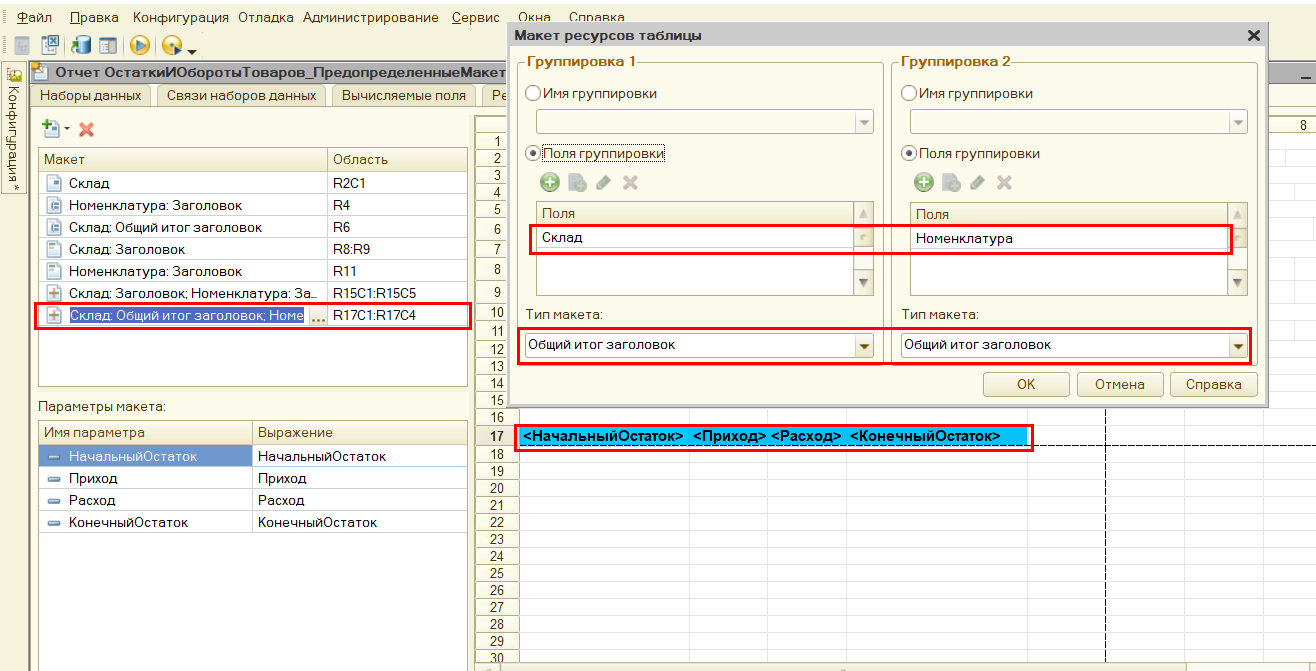 Файл Правка Конфигурация Отладка Администрирование Сервис Окна Справка
Конфигурация *
Отчет ОстаткиИОборотыТоваров_ПредопределенныеМакет
Наборы данных Связи наборов данных Вычисляемые поля Ре
Макет Область
Склад R2C1
Номенклатура: Заголовок R4
Склад: Общий итог заголовок R6
Склад: Заголовок R8:R9
Номенклатура: Заголовок R11
Склад: Заголовок; Номенклатура: За... R15C1:R15C5
Склад: Общий итог заголовок; Номе ... R17C1:R17C4
Параметры макета:
Имя параметра Выражение
НачальныйОстаток НачальныйОстаток
Приход Приход
Расход Расход
КонечныйОстаток КонечныйОстаток
Макет ресурсов таблицы
Группировка 1
Имя группировки
Поля группировки
Поля
Склад
Тип макета:
Общий итог заголовок
Группировка 2
Имя группировки
Поля группировки
Поля
Номенклатура
Тип макета:
Общий итог заголовок
OK Отмена Справка
8
1
2
3
4
5
6
7
8
9
10
11
12
13
14
15
16
17 <НачальныйОстаток> <Приход> <Расход> <КонечныйОстаток>
18
19
20
21
22
23
24
25
26
27
28
29
30